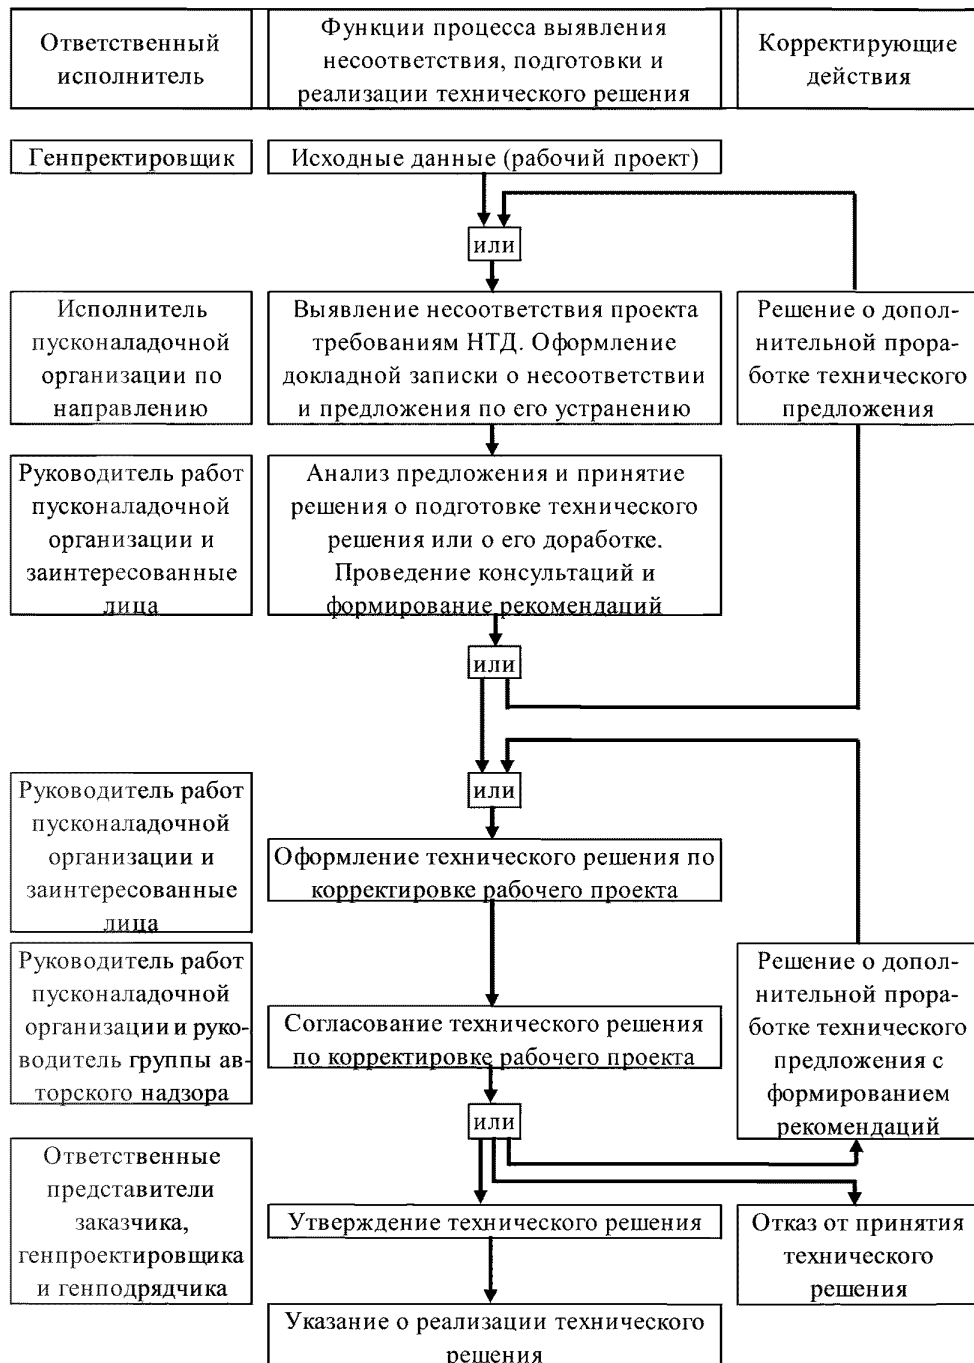 Ответственный
исполнитель
Функции процесса выявления
несоответствия, подготовки и
реализации технического решения
Корректирующие
действия
Генпректировщик
Исходные данные (рабочий проект)
или
Исполнитель
пусконаладочной
организации по
направлению
Выявление несоответствия проекта
требованиям НТД. Оформление
докладной записки о несоответствии
и предложения по его устранению
Решение о допол-
нительной прора-
ботке технического
предложения
Руководитель работ
пусконаладочной
организации и
заинтересованные
лица
Анализ предложения и принятие
решения о подготовке технического
решения или о его доработке.
Проведение консультаций и
формирование рекомендаций
или
или
Руководитель работ
пусконаладочной
организации и
заинтересованные
лица
Оформление технического решения по
корректировке рабочего проекта
Руководитель работ
пусконаладочной
организации и руко-
водитель группы ав-
торского надзора
Согласование технического решения
по корректировке рабочего проекта
Решение о допол-
нительной прора-
ботке технического
предложения с
формированием
рекомендаций
или
Ответственные
представители
заказчика,
генпроектировщика
и генподрядчика
Утверждение технического решения
Отказ от принятия
технического
решения
Указание о реализации технического
решения